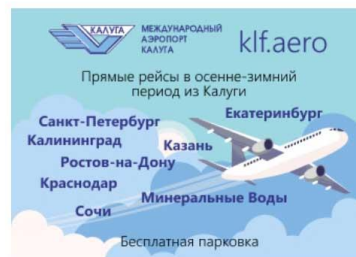 КАЛУГА
МЕЖДУНАРОДНЫЙ
АЭРОПОРТ
КАЛУГА
klf.aero
Прямые рейсы в осенне-зимний
период из Калуги
Санкт-Петербург
Екатеринбург
Калининград
Казань
Ростов-на-Дону
Краснодар
Минеральные Воды
Сочи
Бесплатная парковка